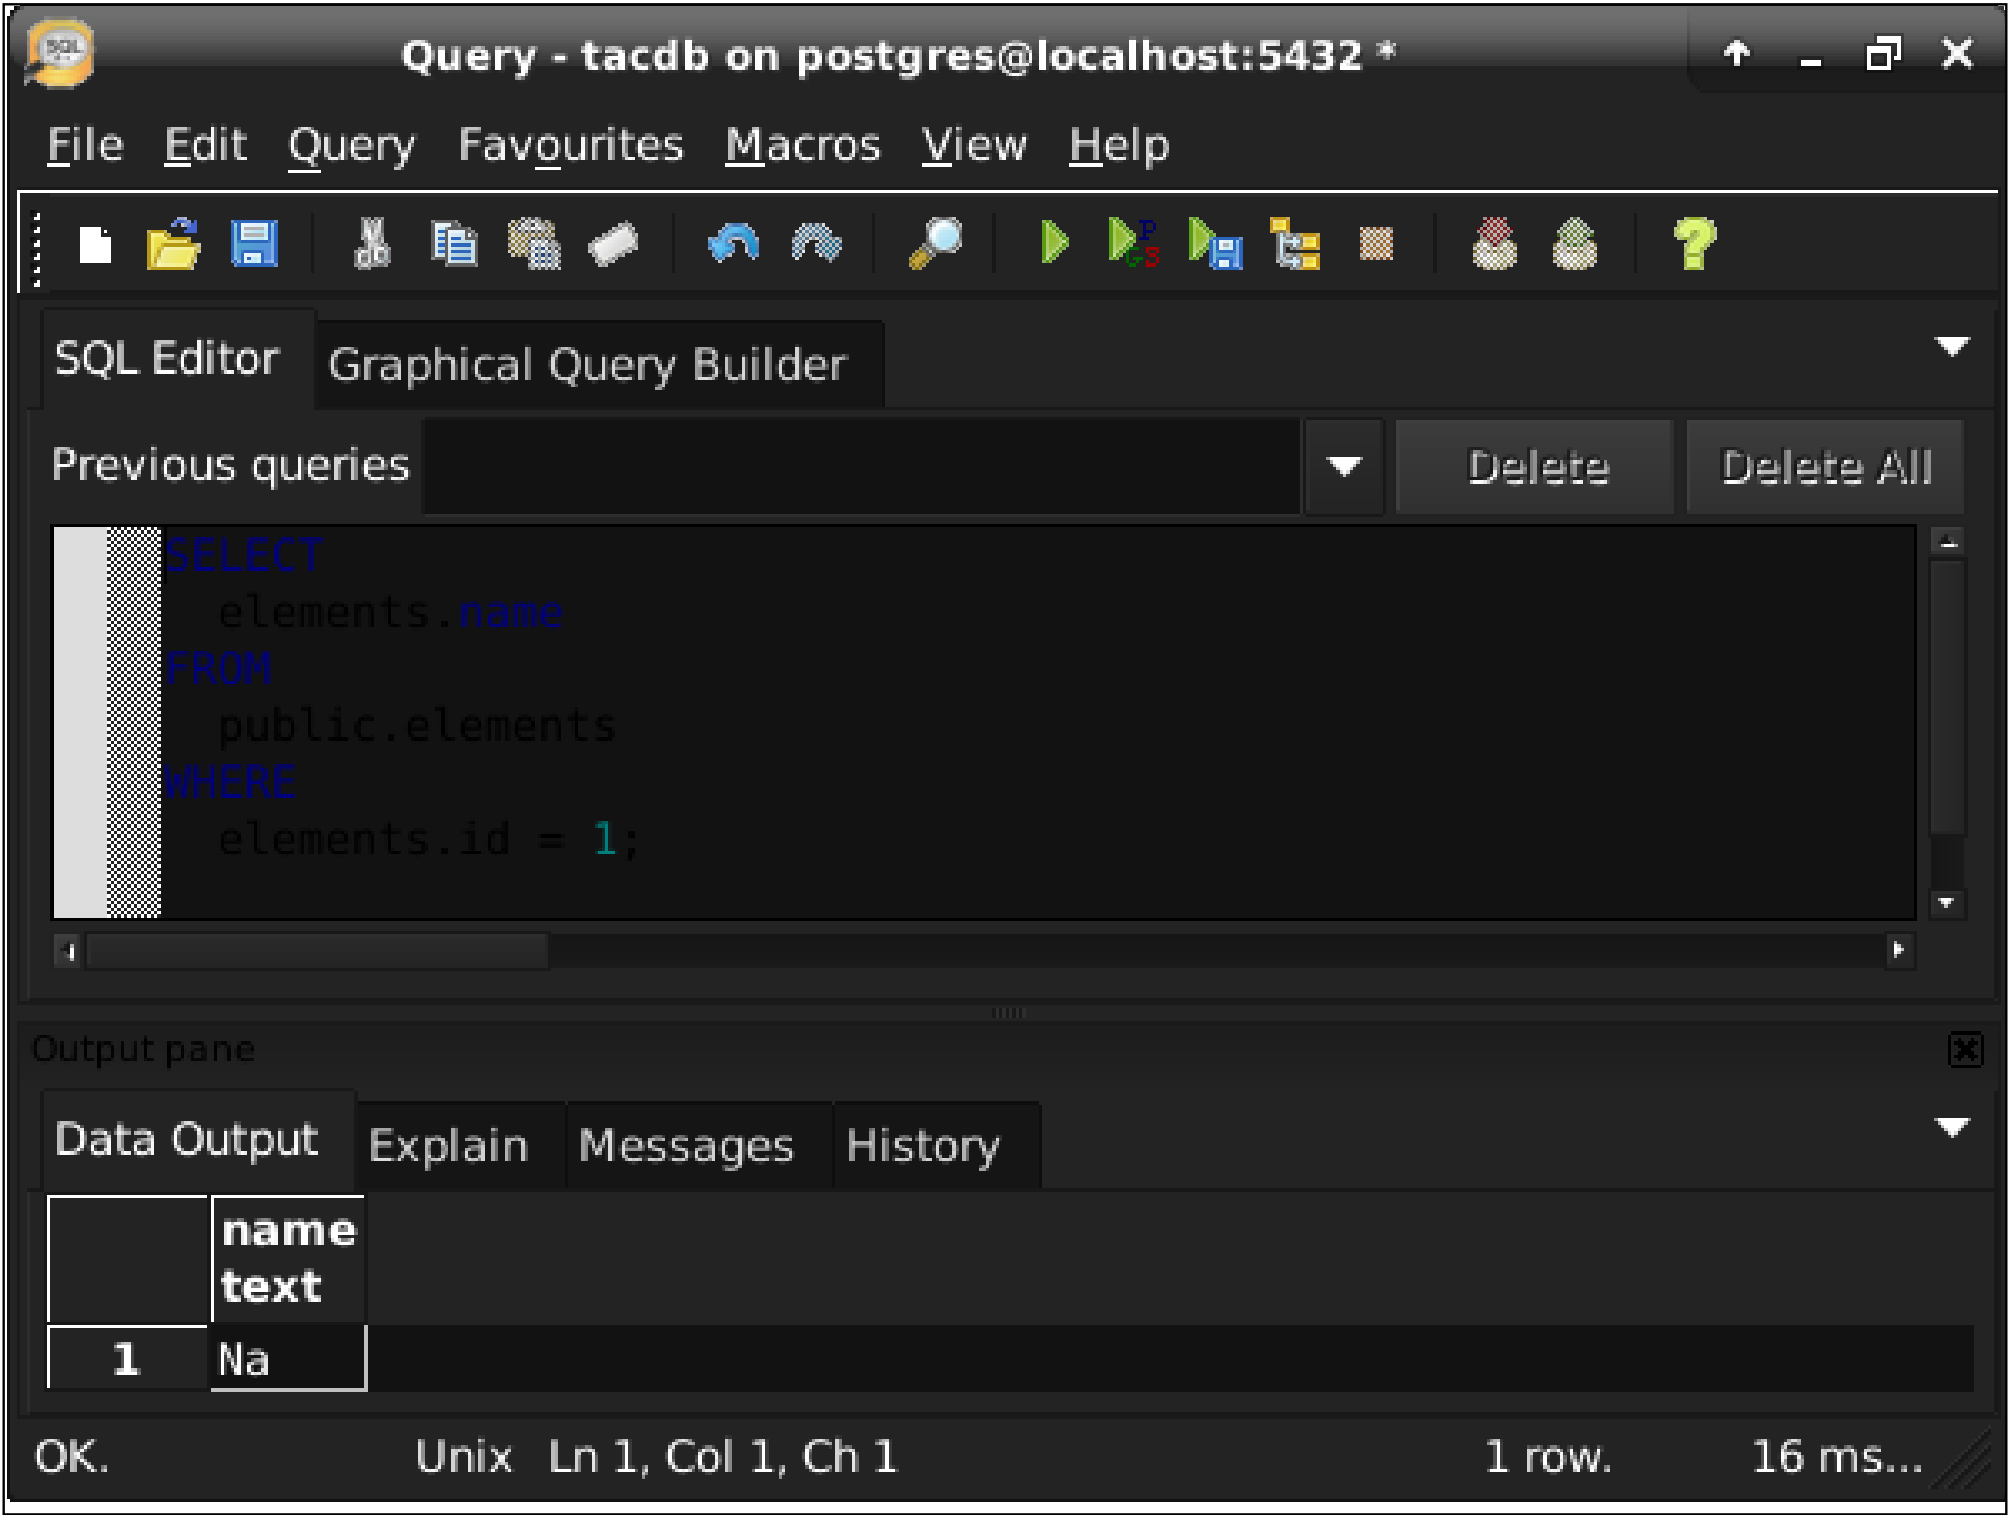 Query - tacdb on postgres@localhost:5432 *
File Edit Query Favourites Macros View Help
SQL Editor Graphical Query Builder
Previous queries Delete Delete All
SELECT
elements.name
FROM
public.elements
WHERE
elements.id = 1;
Output pane
Data Output Explain Messages History
name
text
1 Na
OK. Unix Ln 1, Col 1, Ch 1 1 row. 16 ms...